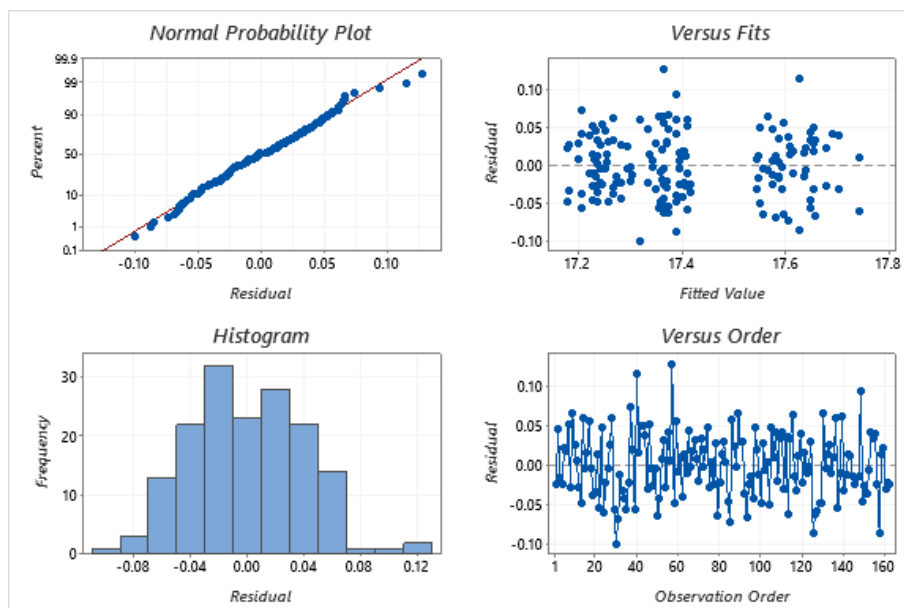 Normal Probability Plot
99.9
99
90
50
10
1
0.1
Percent
-0.10 -0.05 0.00 0.05 0.10
Residual
Versus Fits
0.10
0.05
0.00
-0.05
-0.10
Residual
17.2 17.4 17.6 17.8
Fitted Value
Histogram
30
20
10
0
Frequency
-0.08 -0.04 0.00 0.04 0.08 0.12
Residual
Versus Order
0.10
0.05
0.00
-0.05
-0.10
Residual
1 20 40 60 80 100 120 140 160
Observation Order